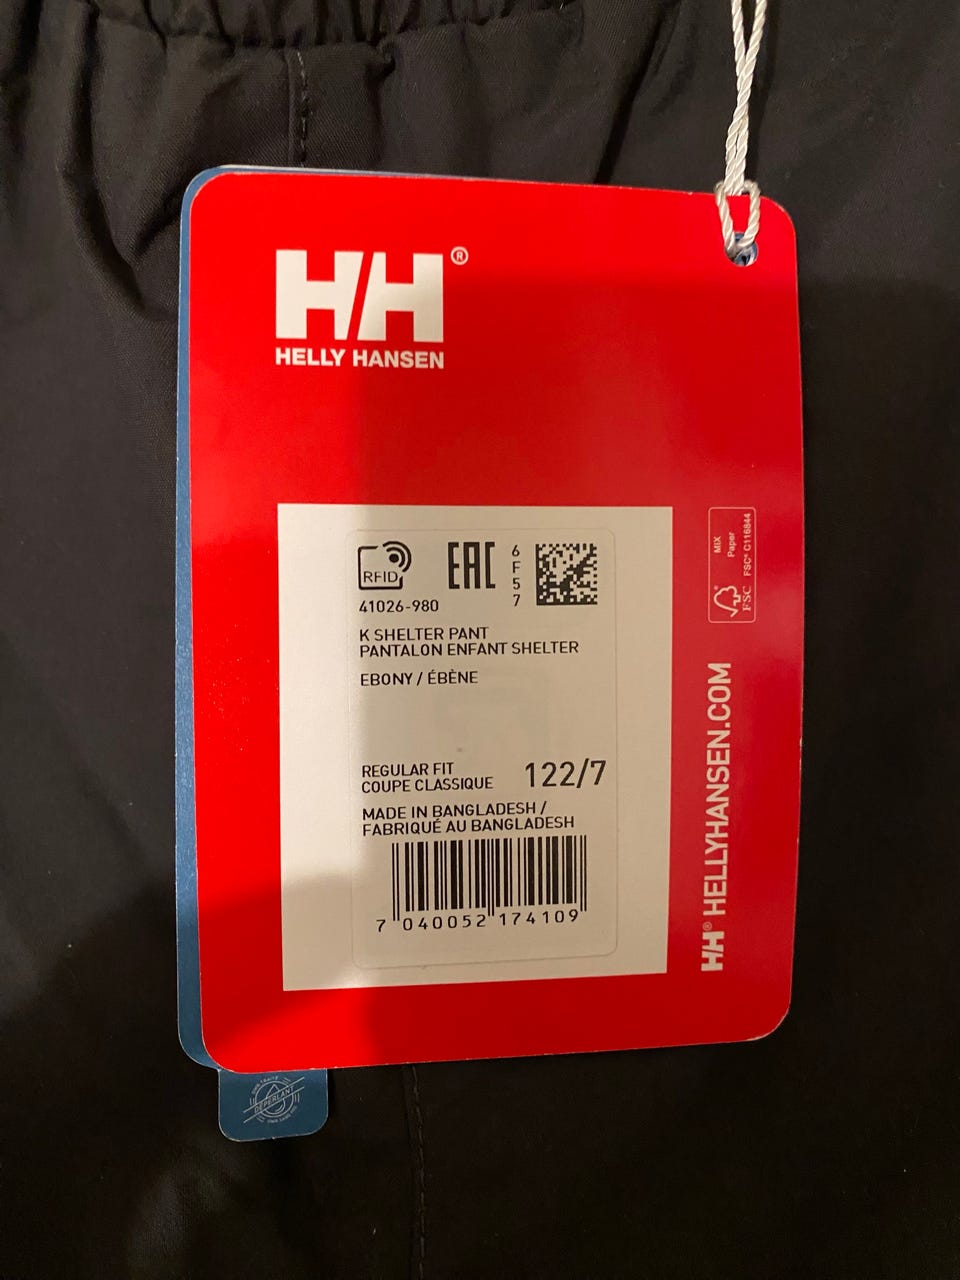 HH®
HELLY HANSEN
RFID
EAC
6
F
5
7
41026-980
K SHELTER PANT
PANTALON ENFANT SHELTER
EBONY / ÉBÈNE
REGULAR FIT
COUPE CLASSIQUE
122/7
MADE IN BANGLADESH /
FABRIQUÉ AU BANGLADESH
7 040052 174109
FSC
MIX
Paper
FSC® C116844
HH® HELLYHANSEN.COM
DÉPERLANT